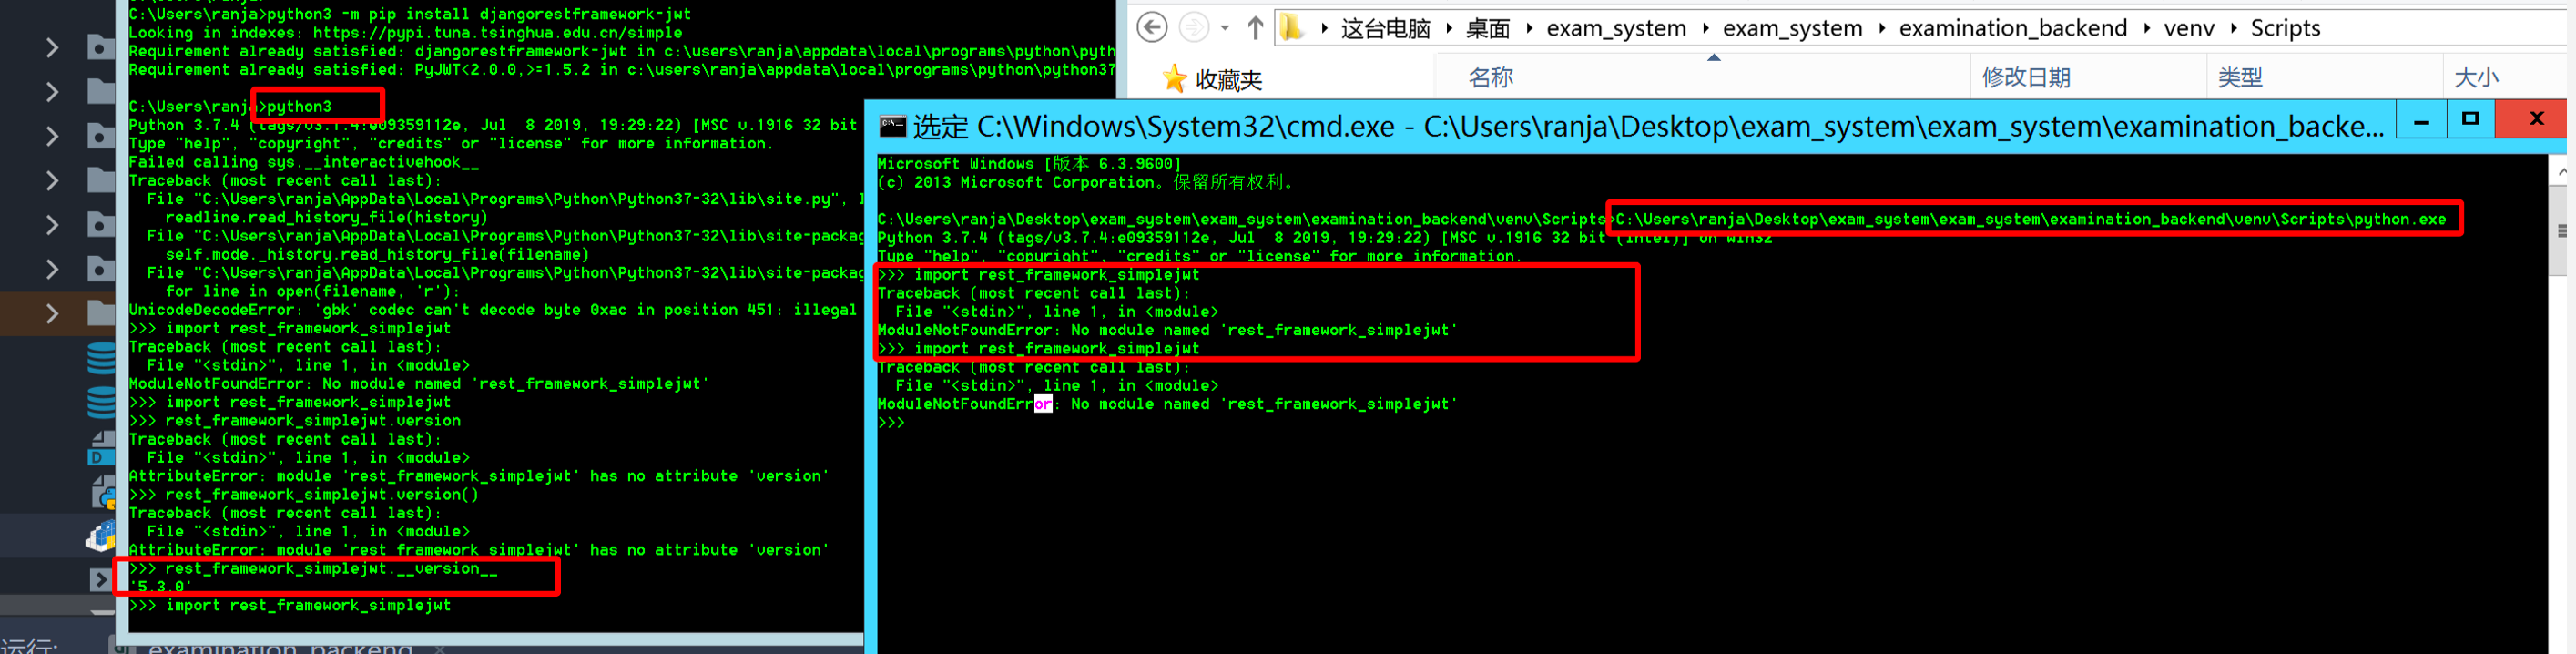 C:\Users\ranja>python3 -m pip install djangorestframework-jwt
Looking in indexes: https://pypi.tuna.tsinghua.edu.cn/simple
Requirement already satisfied: djangorestframework-jwt in c:\users\ranja\appdata\local\programs\python\pyth
Requirement already satisfied: PyJWT<2.0.0,>=1.5.2 in c:\users\ranja\appdata\local\programs\python\python37
C:\Users\ranja>python3
Python 3.7.4 (tags/v3.7.4:e09359112e, Jul  8 2019, 19:29:22) [MSC v.1916 32 bit
Type "help", "copyright", "credits" or "license" for more information.
Failed calling sys.__interactivehook__
Traceback (most recent call last):
  File "C:\Users\ranja\AppData\Local\Programs\Python\Python37-32\lib\site.py", l
    readline.read_history_file(history)
  File "C:\Users\ranja\AppData\Local\Programs\Python\Python37-32\lib\site-packag
    self.mode._history.read_history_file(filename)
  File "C:\Users\ranja\AppData\Local\Programs\Python\Python37-32\lib\site-packag
    for line in open(filename, 'r'):
UnicodeDecodeError: 'gbk' codec can't decode byte 0xac in position 451: illegal
>>> import rest_framework_simplejwt
Traceback (most recent call last):
  File "<stdin>", line 1, in <module>
ModuleNotFoundError: No module named 'rest_framework_simplejwt'
>>> import rest_framework_simplejwt
>>> rest_framework_simplejwt.version
Traceback (most recent call last):
  File "<stdin>", line 1, in <module>
AttributeError: module 'rest_framework_simplejwt' has no attribute 'version'
>>> rest_framework_simplejwt.version()
Traceback (most recent call last):
  File "<stdin>", line 1, in <module>
AttributeError: module 'rest_framework_simplejwt' has no attribute 'version'
>>> rest_framework_simplejwt.__version__
'5.3.0'
>>> import rest_framework_simplejwt
运行: examination_backend ×
这台电脑 桌面 exam_system exam_system examination_backend venv Scripts
收藏夹 名称 修改日期 类型 大小
选定 C:\Windows\System32\cmd.exe - C:\Users\ranja\Desktop\exam_system\exam_system\examination_backe...
Microsoft Windows [版本 6.3.9600]
(c) 2013 Microsoft Corporation。保留所有权利。
C:\Users\ranja\Desktop\exam_system\exam_system\examination_backend\venv\Scripts>C:\Users\ranja\Desktop\exam_system\exam_system\examination_backend\venv\Scripts\python.exe
Python 3.7.4 (tags/v3.7.4:e09359112e, Jul  8 2019, 19:29:22) [MSC v.1916 32 bit (Intel)] on win32
Type "help", "copyright", "credits" or "license" for more information.
>>> import rest_framework_simplejwt
Traceback (most recent call last):
  File "<stdin>", line 1, in <module>
ModuleNotFoundError: No module named 'rest_framework_simplejwt'
>>> import rest_framework_simplejwt
Traceback (most recent call last):
  File "<stdin>", line 1, in <module>
ModuleNotFoundError: No module named 'rest_framework_simplejwt'
>>>